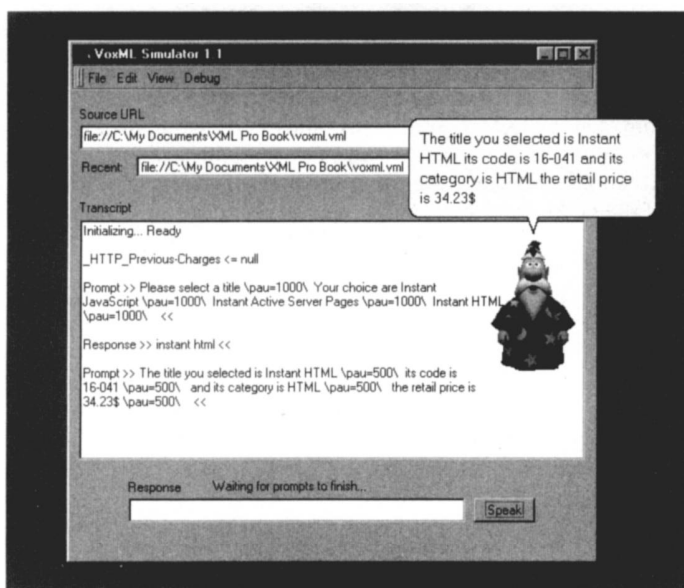 VoxML Simulator 1 1
File Edit View Debug
Source URL
file://C:\My Documents\XML Pro Book\voxml.vml
Recent: file://C:\My Documents\XML Pro Book\voxml.vml
The title you selected is Instant
HTML its code is 16-041 and its
category is HTML the retail price
is 34.23$
Transcript
Initializing... Ready
_HTTP_Previous-Charges <= null
Prompt >> Please select a title \pau=1000\ Your choice are Instant
JavaScript \pau=1000\ Instant Active Server Pages \pau=1000\ Instant HTML
\pau=1000\ <<
Response >> instant html <<
Prompt >> The title you selected is Instant HTML \pau=500\ its code is
16-041 \pau=500\ and its category is HTML \pau=500\ the retail price is
34.23$ \pau=500\ <<
Response Waiting for prompts to finish...
Speak